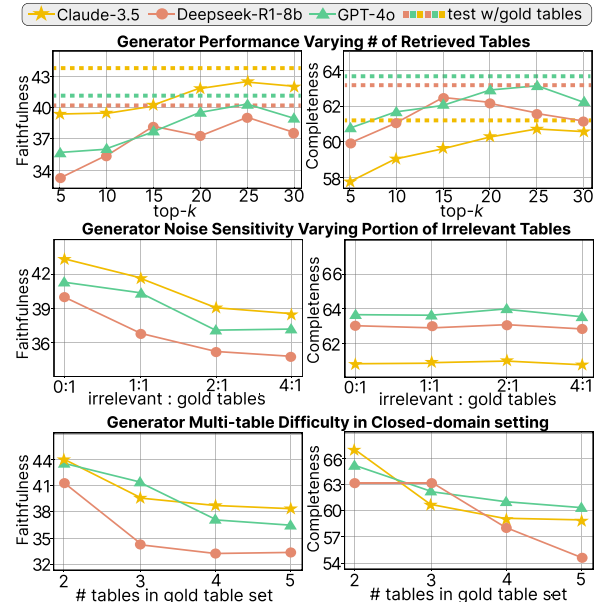 Claude-3.5 Deepseek-R1-8b GPT-4o test w/gold tables
Generator Performance Varying # of Retrieved Tables
Faithfulness
43
40
37
34
5 10 15 20 25 30
top-k
Completeness
64
62
60
58
5 10 15 20 25 30
top-k
Generator Noise Sensitivity Varying Portion of Irrelevant Tables
Faithfulness
42
39
36
0:1 1:1 2:1 4:1
irrelevant : gold tables
Completeness
66
64
62
0:1 1:1 2:1 4:1
irrelevant : gold tables
Generator Multi-table Difficulty in Closed-domain setting
Faithfulness
44
41
38
35
32
2 3 4 5
# tables in gold table set
Completeness
66
63
60
57
54
2 3 4 5
# tables in gold table set